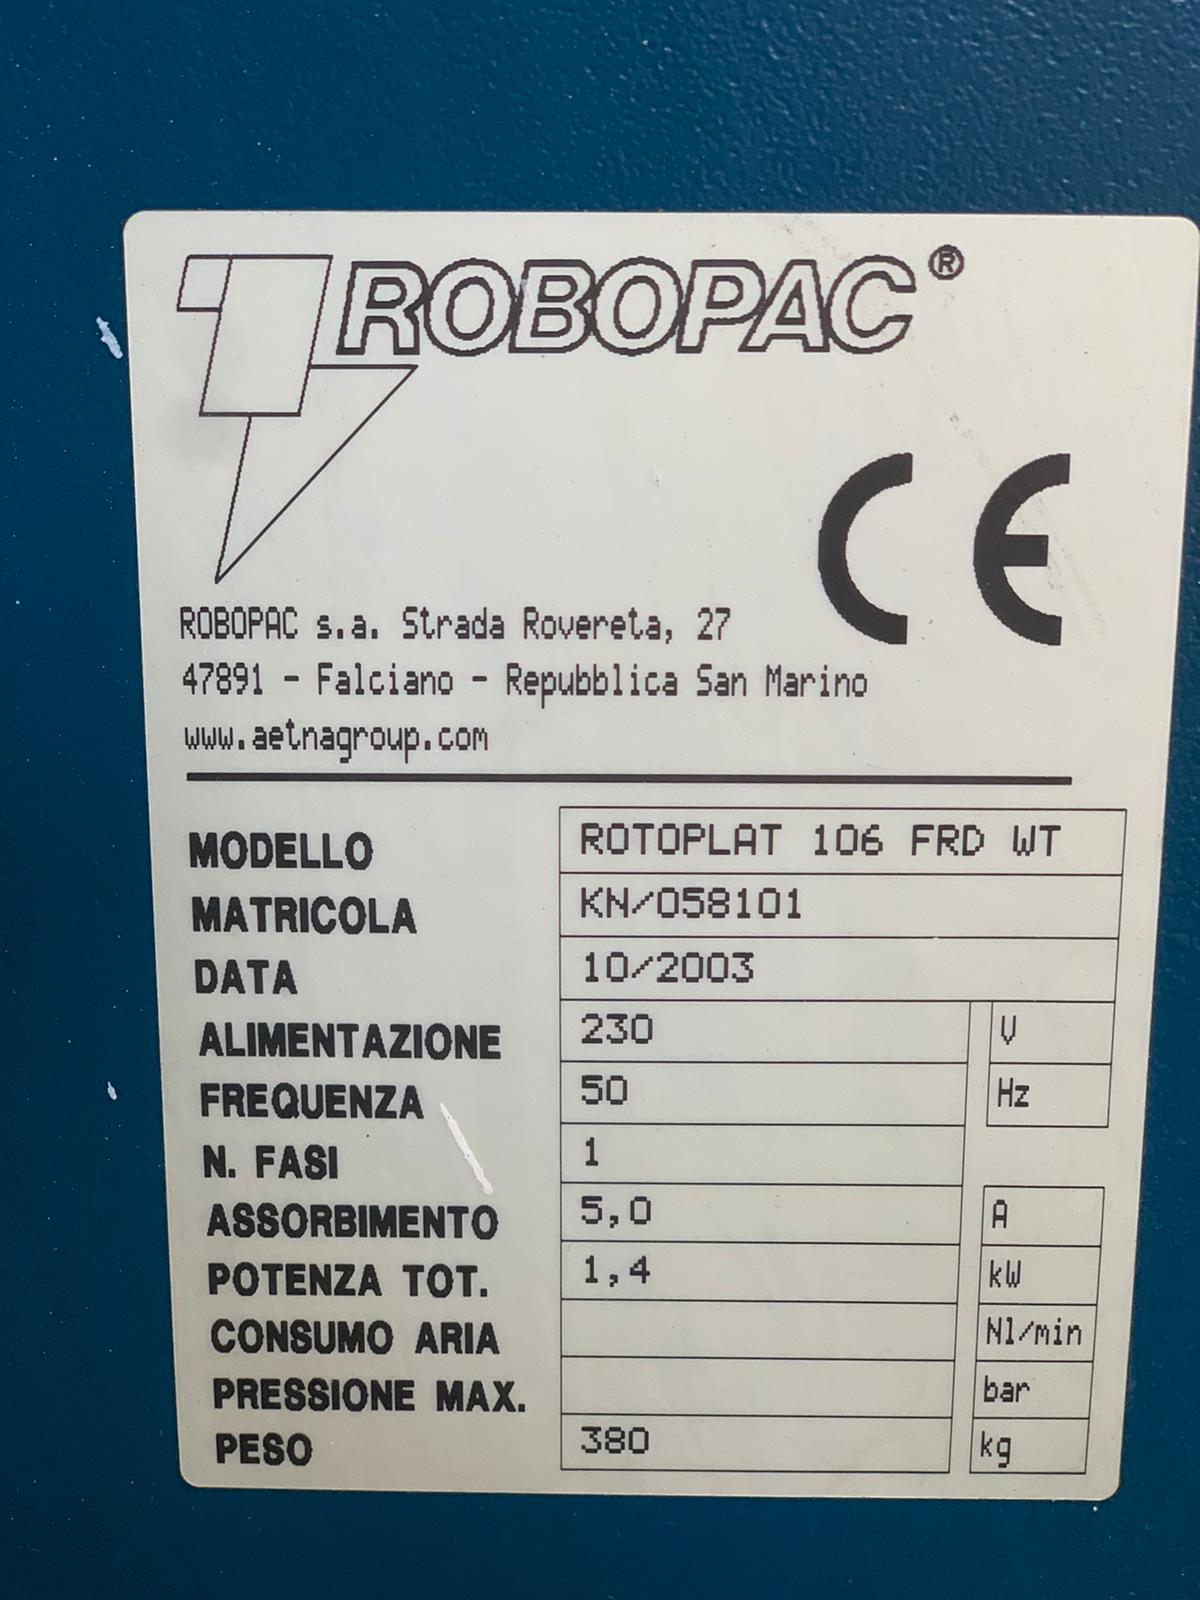 ROBOPAC®
CE
ROBOPAC s.a. Strada Rovereta, 27
47891 - Falciano - Repubblica San Marino
www.aetnagroup.com
MODELLO ROTOPLAT 106 FRD WT
MATRICOLA KN/058101
DATA 10/2003
ALIMENTAZIONE 230 V
FREQUENZA 50 Hz
N. FASI 1
ASSORBIMENTO 5,0 A
POTENZA TOT. 1,4 kW
CONSUMO ARIA Nl/min
PRESSIONE MAX. bar
PESO 380 kg